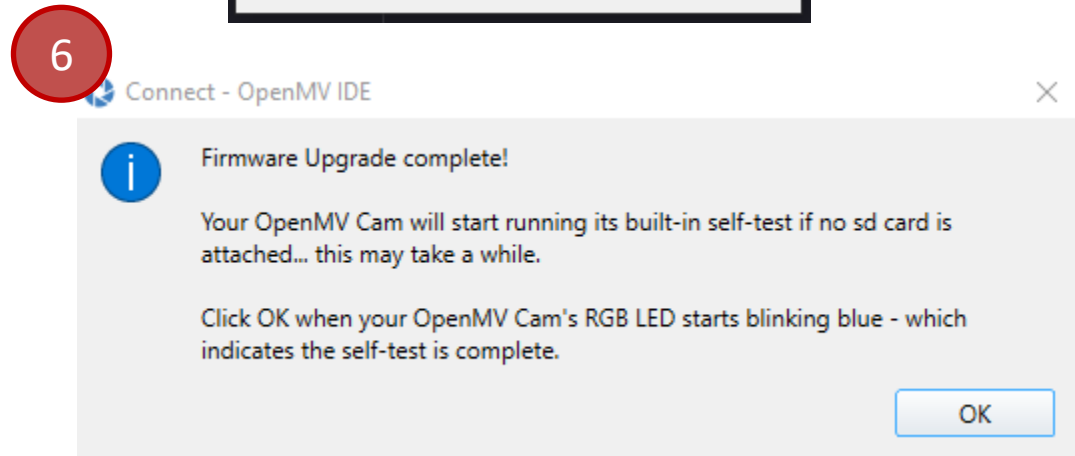 6
Connect - OpenMV IDE
Firmware Upgrade complete!
Your OpenMV Cam will start running its built-in self-test if no sd card is
attached... this may take a while.
Click OK when your OpenMV Cam's RGB LED starts blinking blue - which
indicates the self-test is complete.
OK